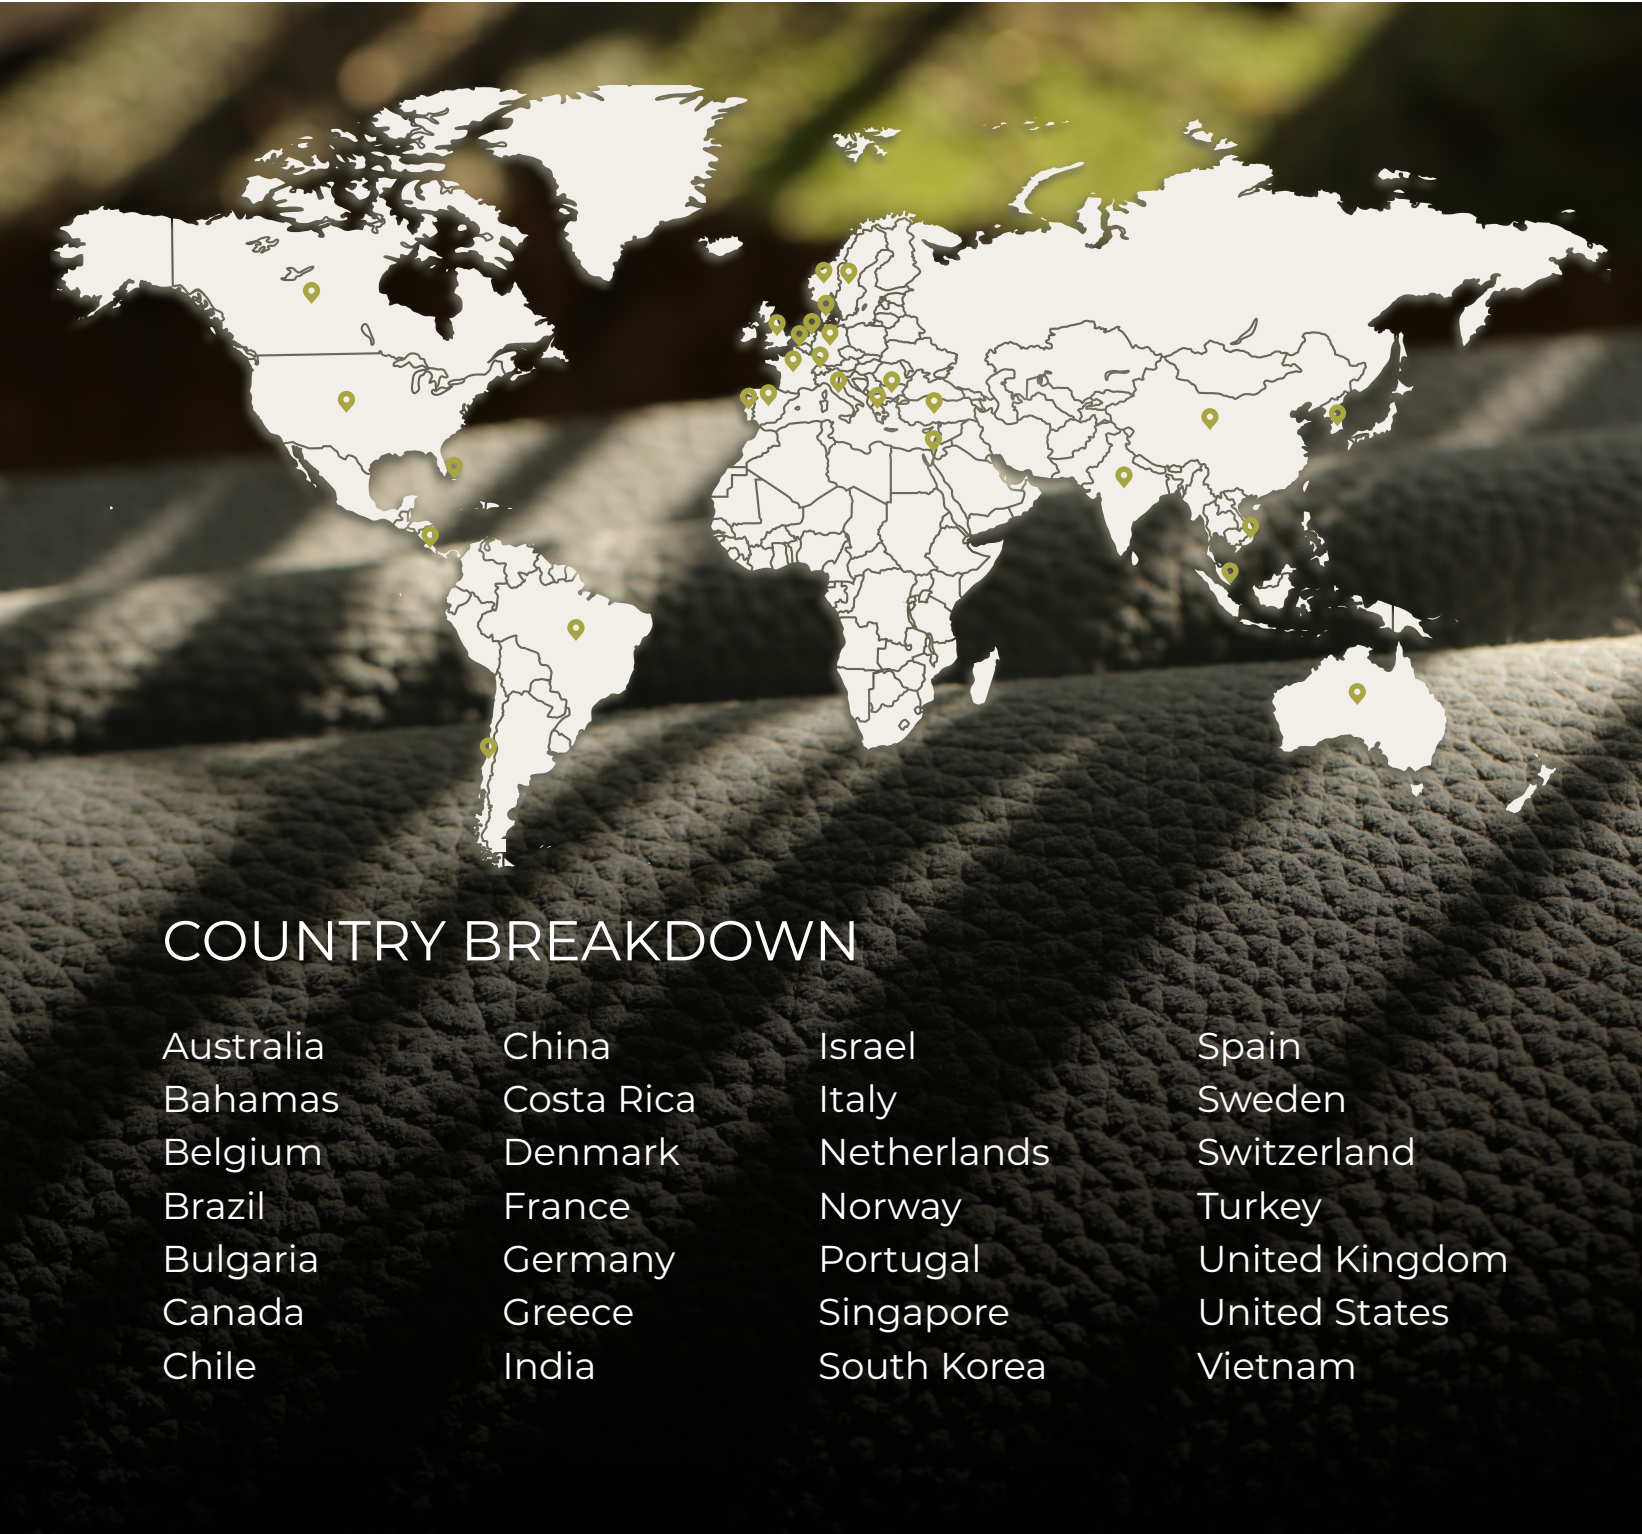 COUNTRY BREAKDOWN
Australia
Bahamas
Belgium
Brazil
Bulgaria
Canada
Chile
China
Costa Rica
Denmark
France
Germany
Greece
India
Israel
Italy
Netherlands
Norway
Portugal
Singapore
South Korea
Spain
Sweden
Switzerland
Turkey
United Kingdom
United States
Vietnam